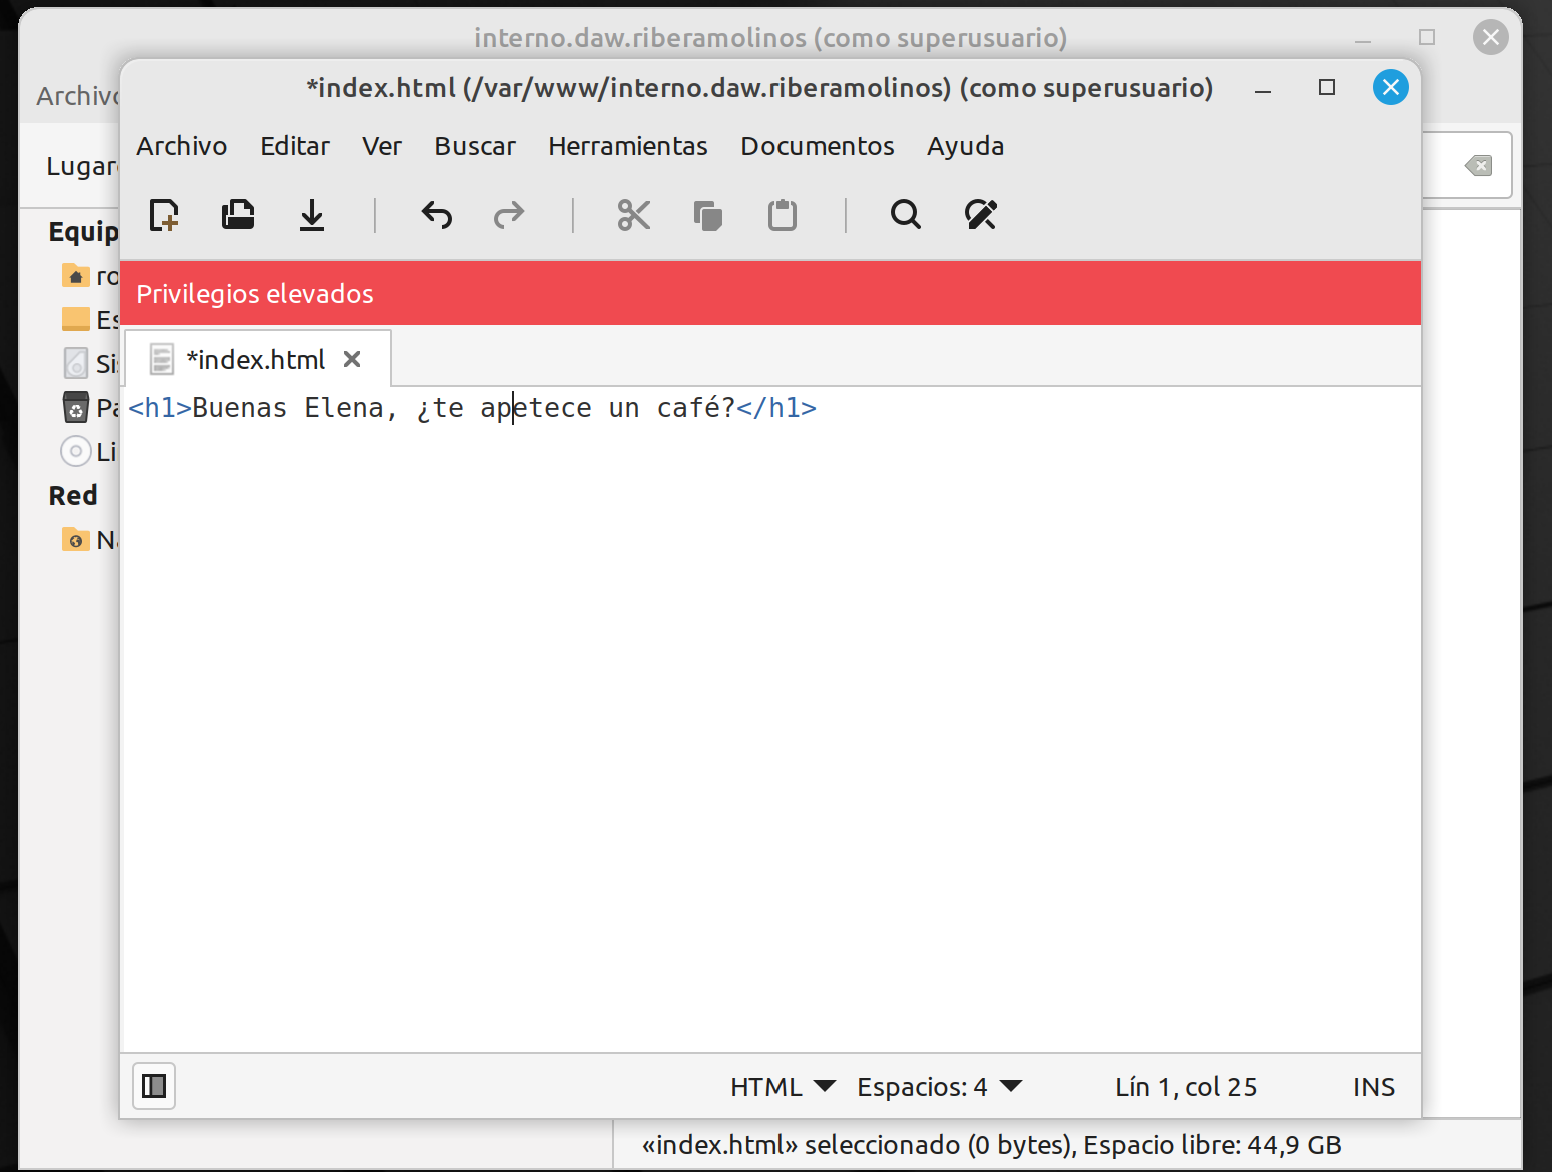 interno.daw.riberamolinos (como superusuario)
*index.html (/var/www/interno.daw.riberamolinos) (como superusuario)
Archivo Editar Ver Buscar Herramientas Documentos Ayuda
Privilegios elevados
*index.html
<h1>Buenas Elena, ¿te apetece un café?</h1>
Archivo
Lugar
Equip
ro
Es
Si
Pa
Li
Red
Na
HTML Espacios: 4 Lín 1, col 25 INS
«index.html» seleccionado (0 bytes), Espacio libre: 44,9 GB